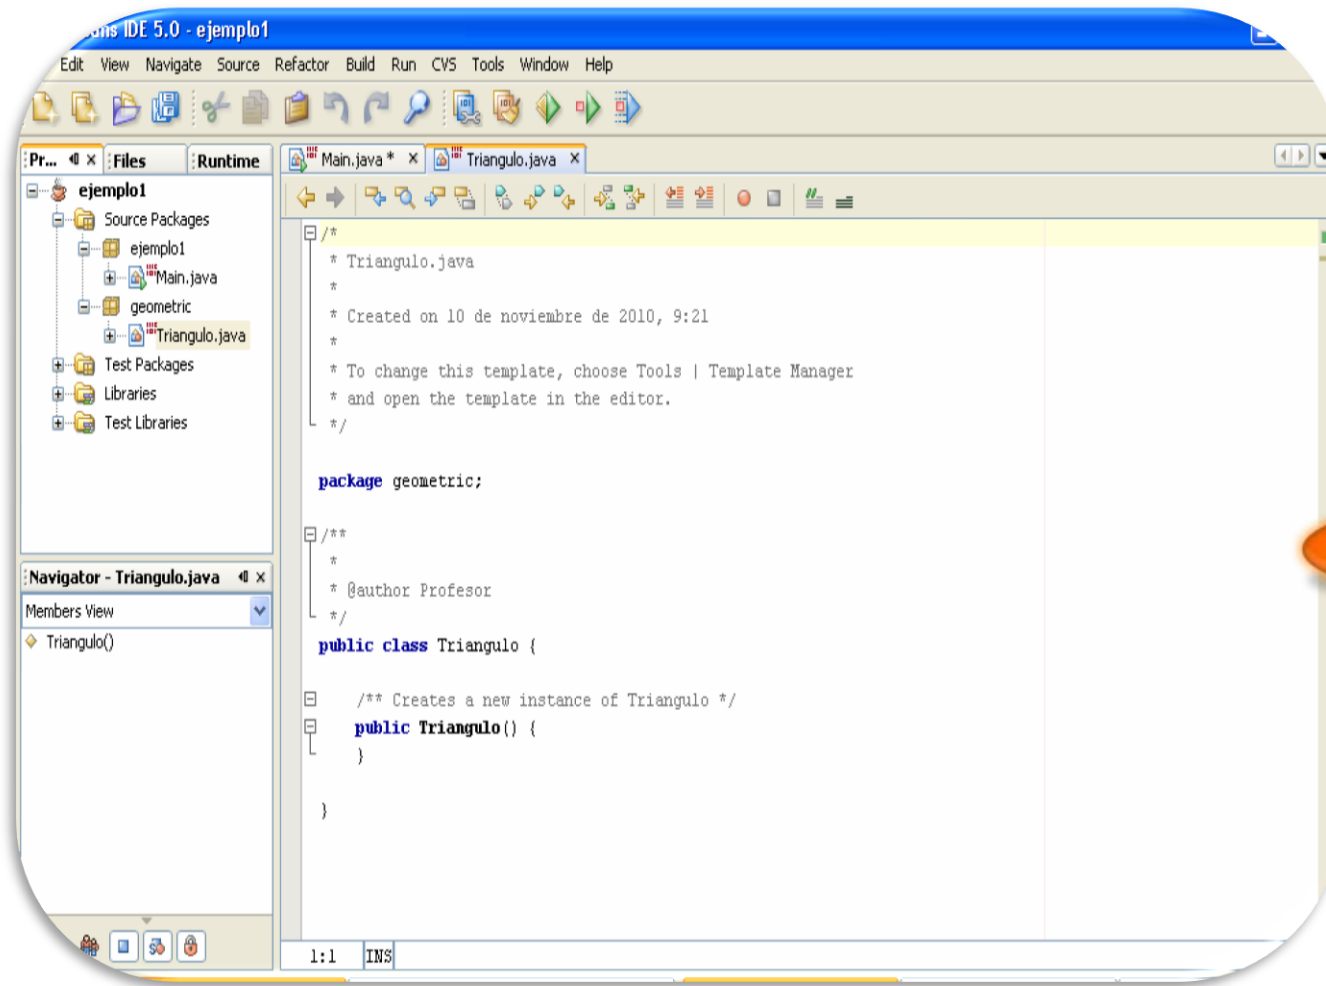 IDE 5.0 - ejemplo1
Edit View Navigate Source Refactor Build Run CVS Tools Window Help
Pr... Files Runtime
Main.java * Triangulo.java
ejemplo1
Source Packages
ejemplo1
Main.java
geometric
Triangulo.java
Test Packages
Libraries
Test Libraries
Navigator - Triangulo.java
Members View
Triangulo()
/*
* Triangulo.java
*
* Created on 10 de noviembre de 2010, 9:21
*
* To change this template, choose Tools | Template Manager
* and open the template in the editor.
*/
package geometric;
/**
*
* @author Profesor
*/
public class Triangulo {
/** Creates a new instance of Triangulo */
public Triangulo() {
}
}
1:1 INS